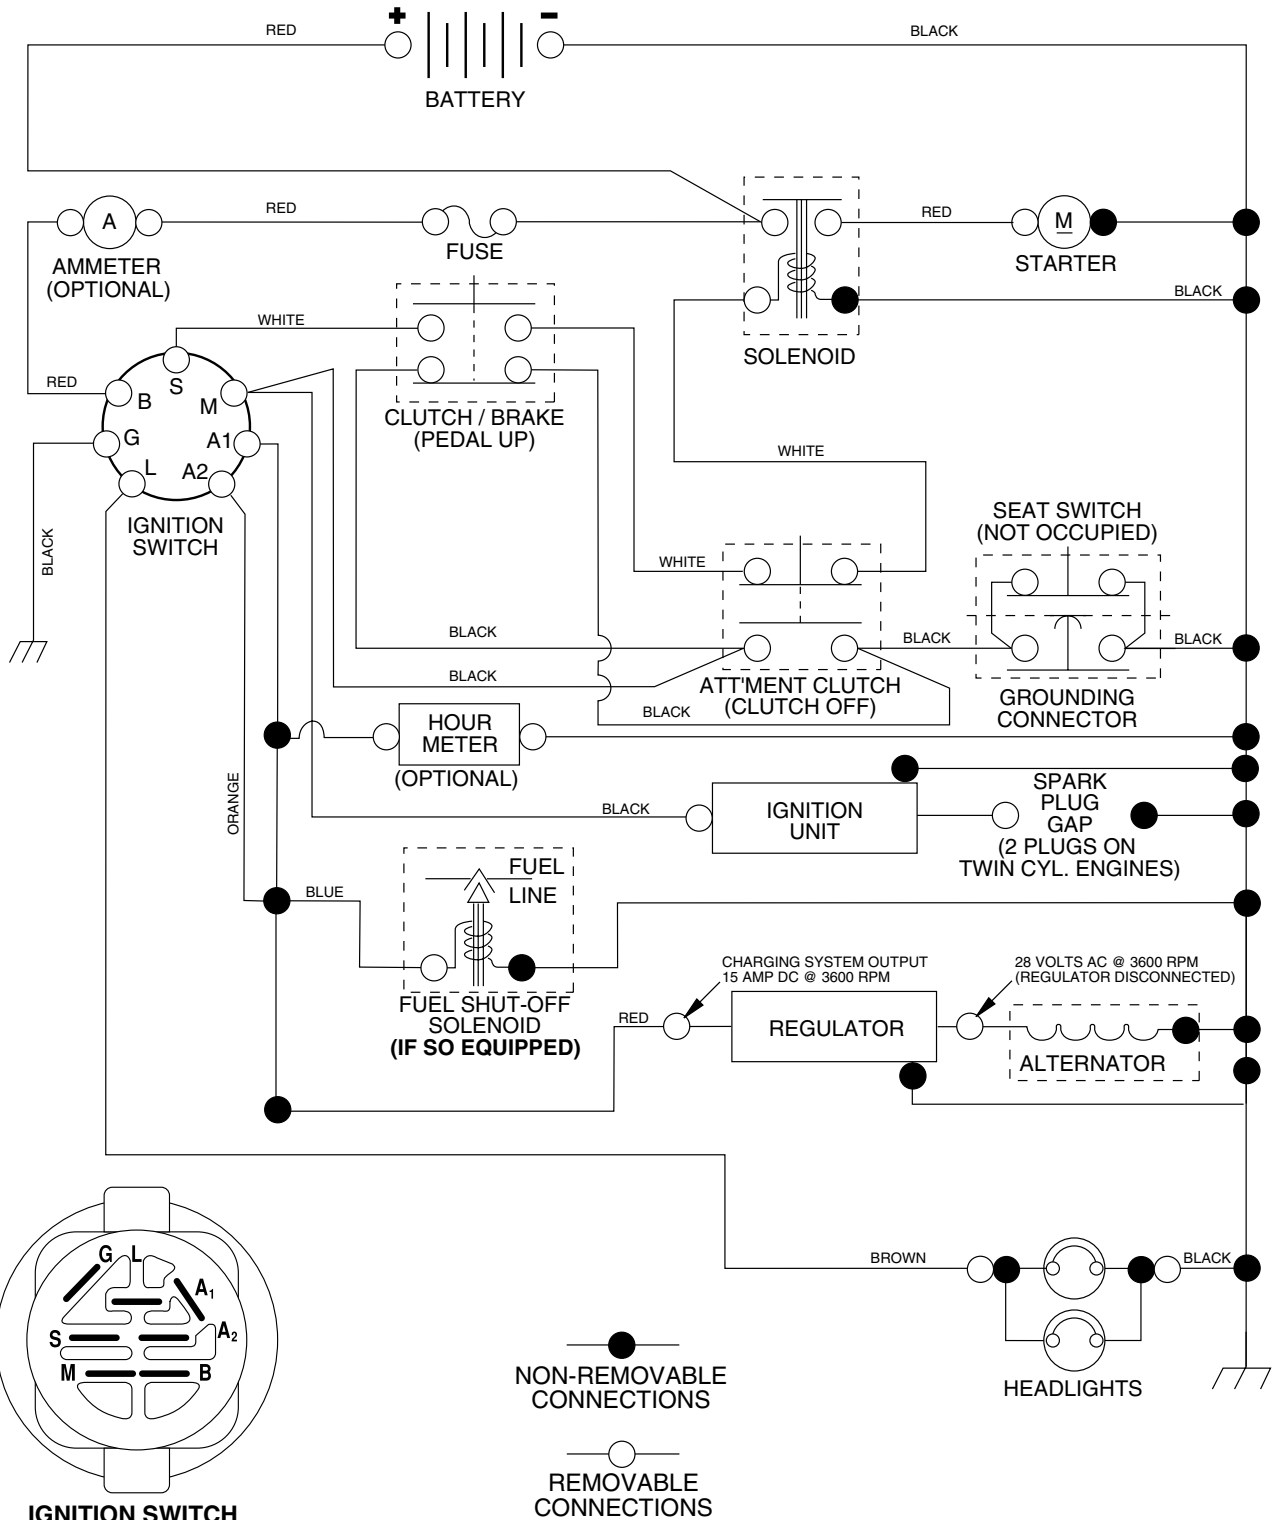 + −
RED
BLACK
BATTERY
A
RED
FUSE
RED
M
STARTER
AMMETER
(OPTIONAL)
BLACK
SOLENOID
WHITE
RED
S
B
M
G
A1
L
A2
IGNITION
SWITCH
CLUTCH / BRAKE
(PEDAL UP)
WHITE
BLACK
SEAT SWITCH
(NOT OCCUPIED)
WHITE
BLACK
BLACK
BLACK
BLACK
ATT'MENT CLUTCH
(CLUTCH OFF)
BLACK
GROUNDING
CONNECTOR
HOUR
METER
(OPTIONAL)
ORANGE
BLACK
IGNITION
UNIT
SPARK
PLUG
GAP
(2 PLUGS ON
TWIN CYL. ENGINES)
BLUE
FUEL
LINE
FUEL SHUT-OFF
SOLENOID
(IF SO EQUIPPED)
CHARGING SYSTEM OUTPUT
15 AMP DC @ 3600 RPM
28 VOLTS AC @ 3600 RPM
(REGULATOR DISCONNECTED)
RED
REGULATOR
ALTERNATOR
BROWN
BLACK
HEADLIGHTS
G L
A1
S
A2
M
B
IGNITION SWITCH
NON-REMOVABLE
CONNECTIONS
REMOVABLE
CONNECTIONS